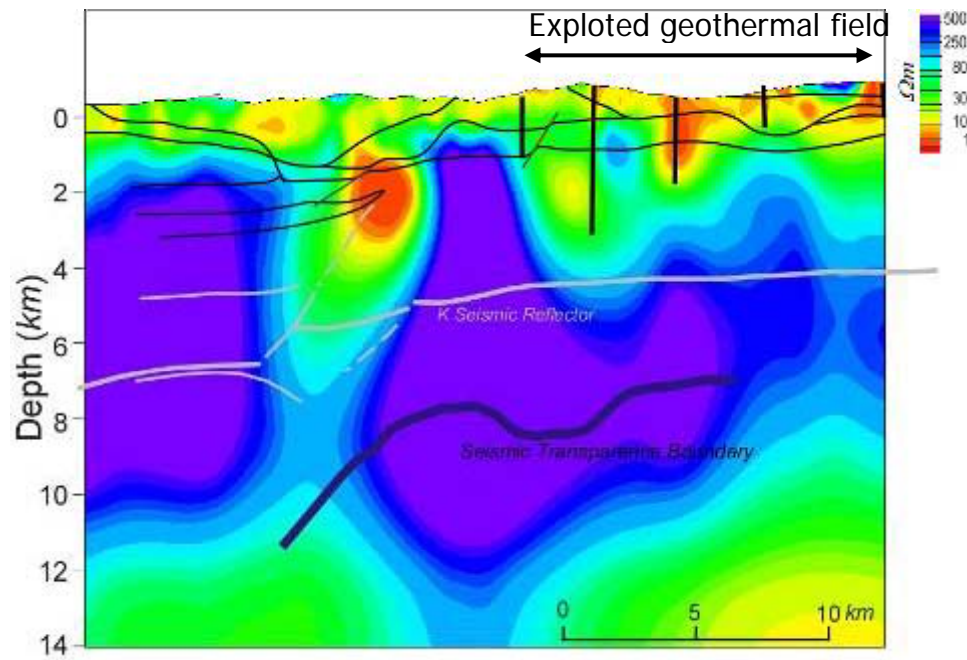 Exploted geothermal field
500
250
80
30
10
1
Ωm
0
2
4
6
8
10
12
14
Depth (km)
K Seismic Reflector
Seismic Transparence Boundary
0 5 10 km